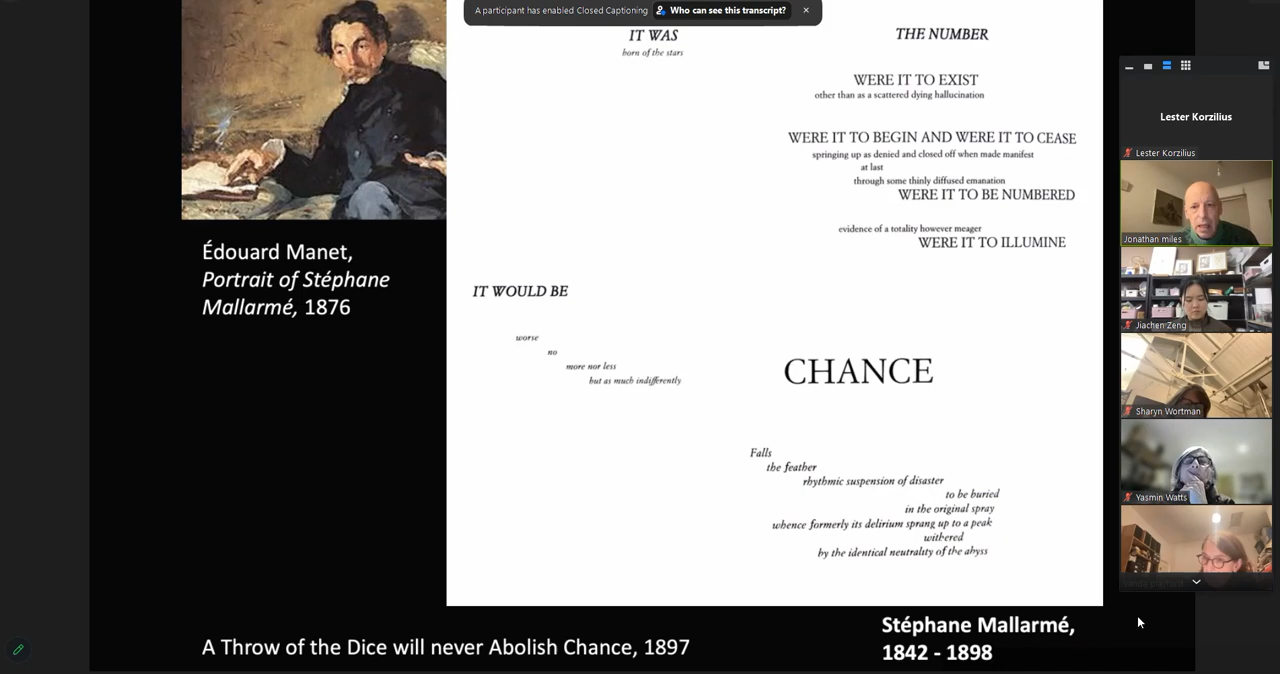 A participant has enabled Closed Captioning Who can see this transcript?
IT WAS
born of the stars
THE NUMBER
WERE IT TO EXIST
other than as a scattered dying hallucination
WERE IT TO BEGIN AND WERE IT TO CEASE
springing up as denied and closed off when made manifest
at last
through some thinly diffused emanation
WERE IT TO BE NUMBERED
evidence of a totality however meager
WERE IT TO ILLUMINE
IT WOULD BE
worse
no
more nor less
but as much indifferently
CHANCE
Falls
the feather
rhythmic suspension of disaster
to be buried
in the original spray
whence formerly its delirium sprang up to a peak
withered
by the identical neutrality of the abyss
Édouard Manet,
Portrait of Stéphane
Mallarmé, 1876
A Throw of the Dice will never Abolish Chance, 1897
Stéphane Mallarmé,
1842 - 1898
Lester Korzilius
Lester Korzilius
Jonathan miles
Jiachen Zeng
Sharyn Wortman
Yasmin Watts